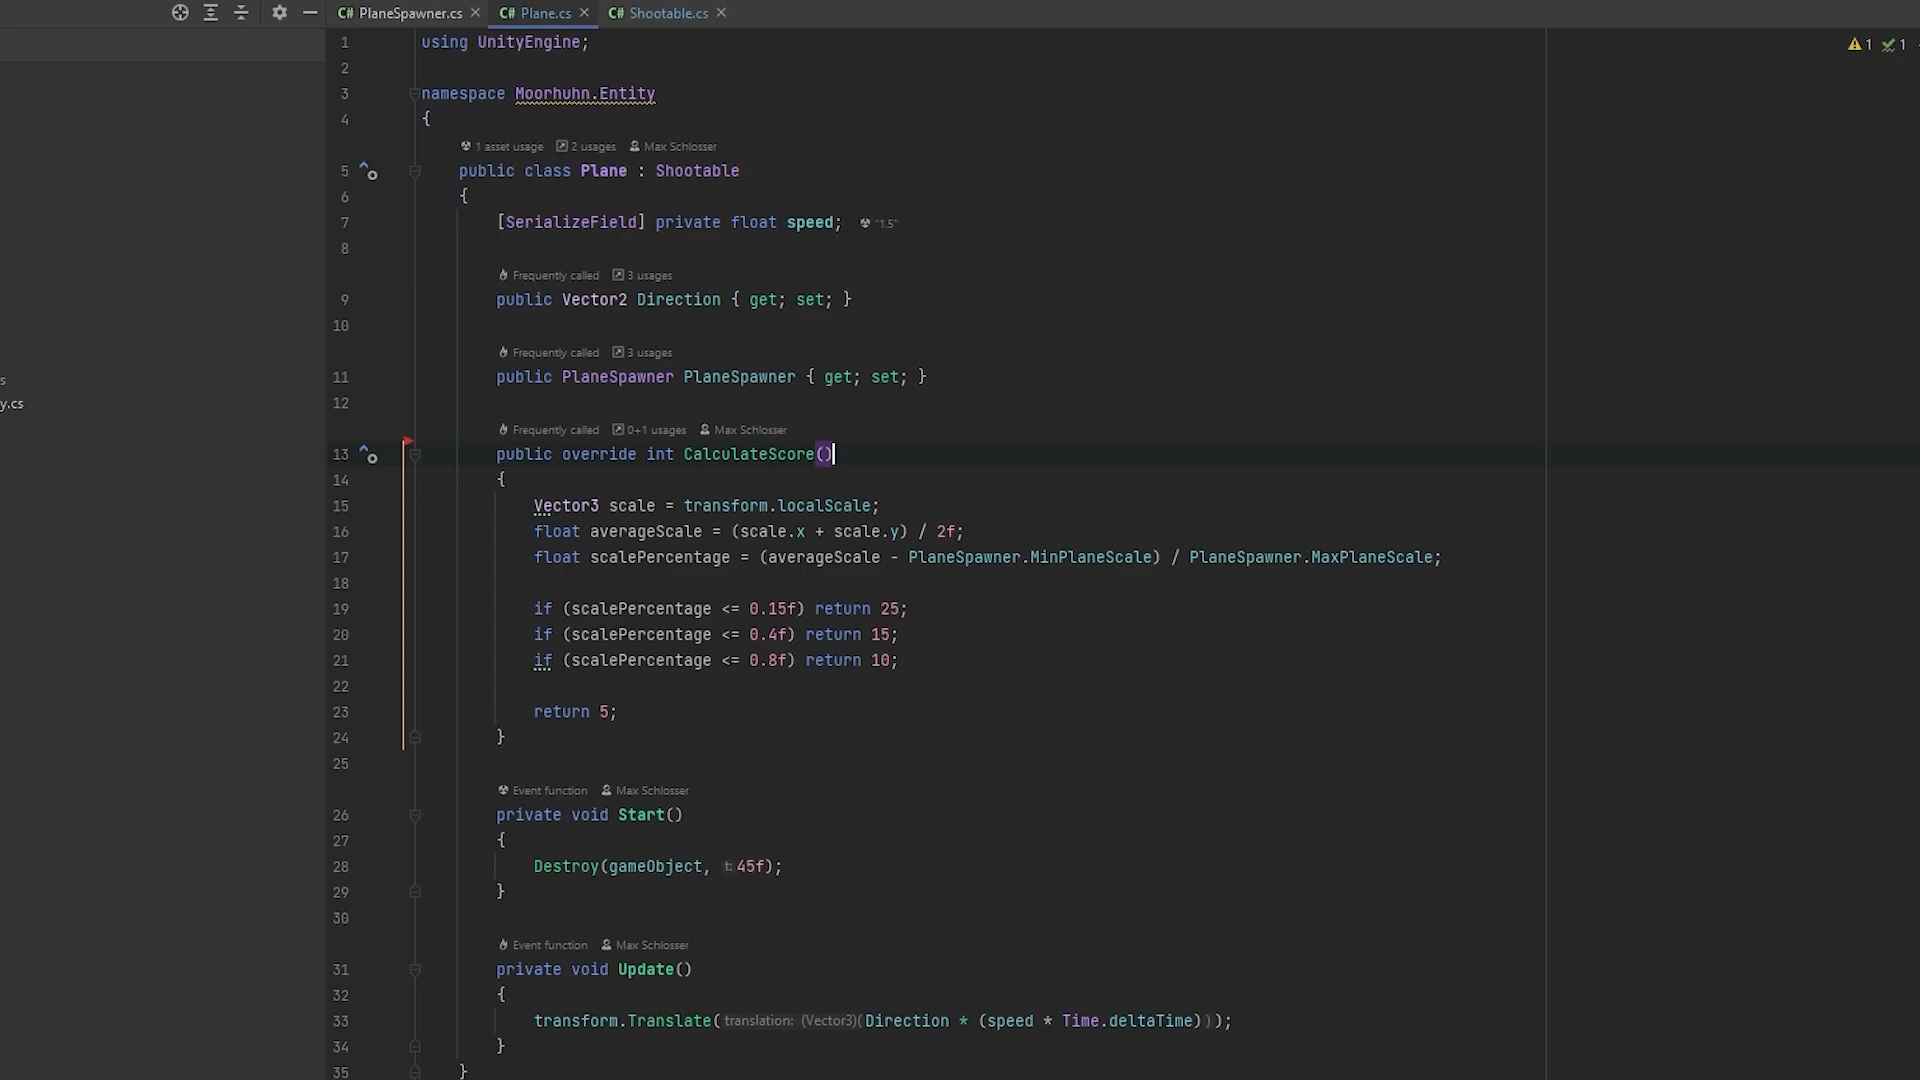 C# PlaneSpawner.cs × C# Plane.cs × C# Shootable.cs ×
1 using UnityEngine; 1 1
2
3 namespace Moorhuhn.Entity
4 {
1 asset usage 2 usages Max Schlosser
5 public class Plane : Shootable
6 {
7 [SerializeField] private float speed; "1.5"
8
Frequently called 3 usages
9 public Vector2 Direction { get; set; }
10
Frequently called 3 usages
s
11 public PlaneSpawner PlaneSpawner { get; set; }
y.cs
12
Frequently called 0+1 usages Max Schlosser
13 public override int CalculateScore()
14 {
15 Vector3 scale = transform.localScale;
16 float averageScale = (scale.x + scale.y) / 2f;
17 float scalePercentage = (averageScale - PlaneSpawner.MinPlaneScale) / PlaneSpawner.MaxPlaneScale;
18
19 if (scalePercentage <= 0.15f) return 25;
20 if (scalePercentage <= 0.4f) return 15;
21 if (scalePercentage <= 0.8f) return 10;
22
23 return 5;
24 }
25
Event function Max Schlosser
26 private void Start()
27 {
28 Destroy(gameObject, t: 45f);
29 }
30
Event function Max Schlosser
31 private void Update()
32 {
33 transform.Translate( translation: (Vector3)(Direction * (speed * Time.deltaTime)));
34 }
35 }